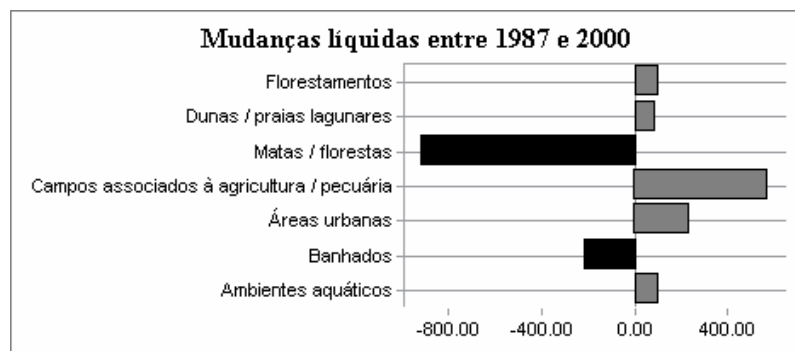 Mudanças líquidas entre 1987 e 2000
Florestamentos
Dunas / praias lagunares
Matas / florestas
Campos associados à agricultura / pecuária
Áreas urbanas
Banhados
Ambientes aquáticos
-800.00 -400.00 0.00 400.00